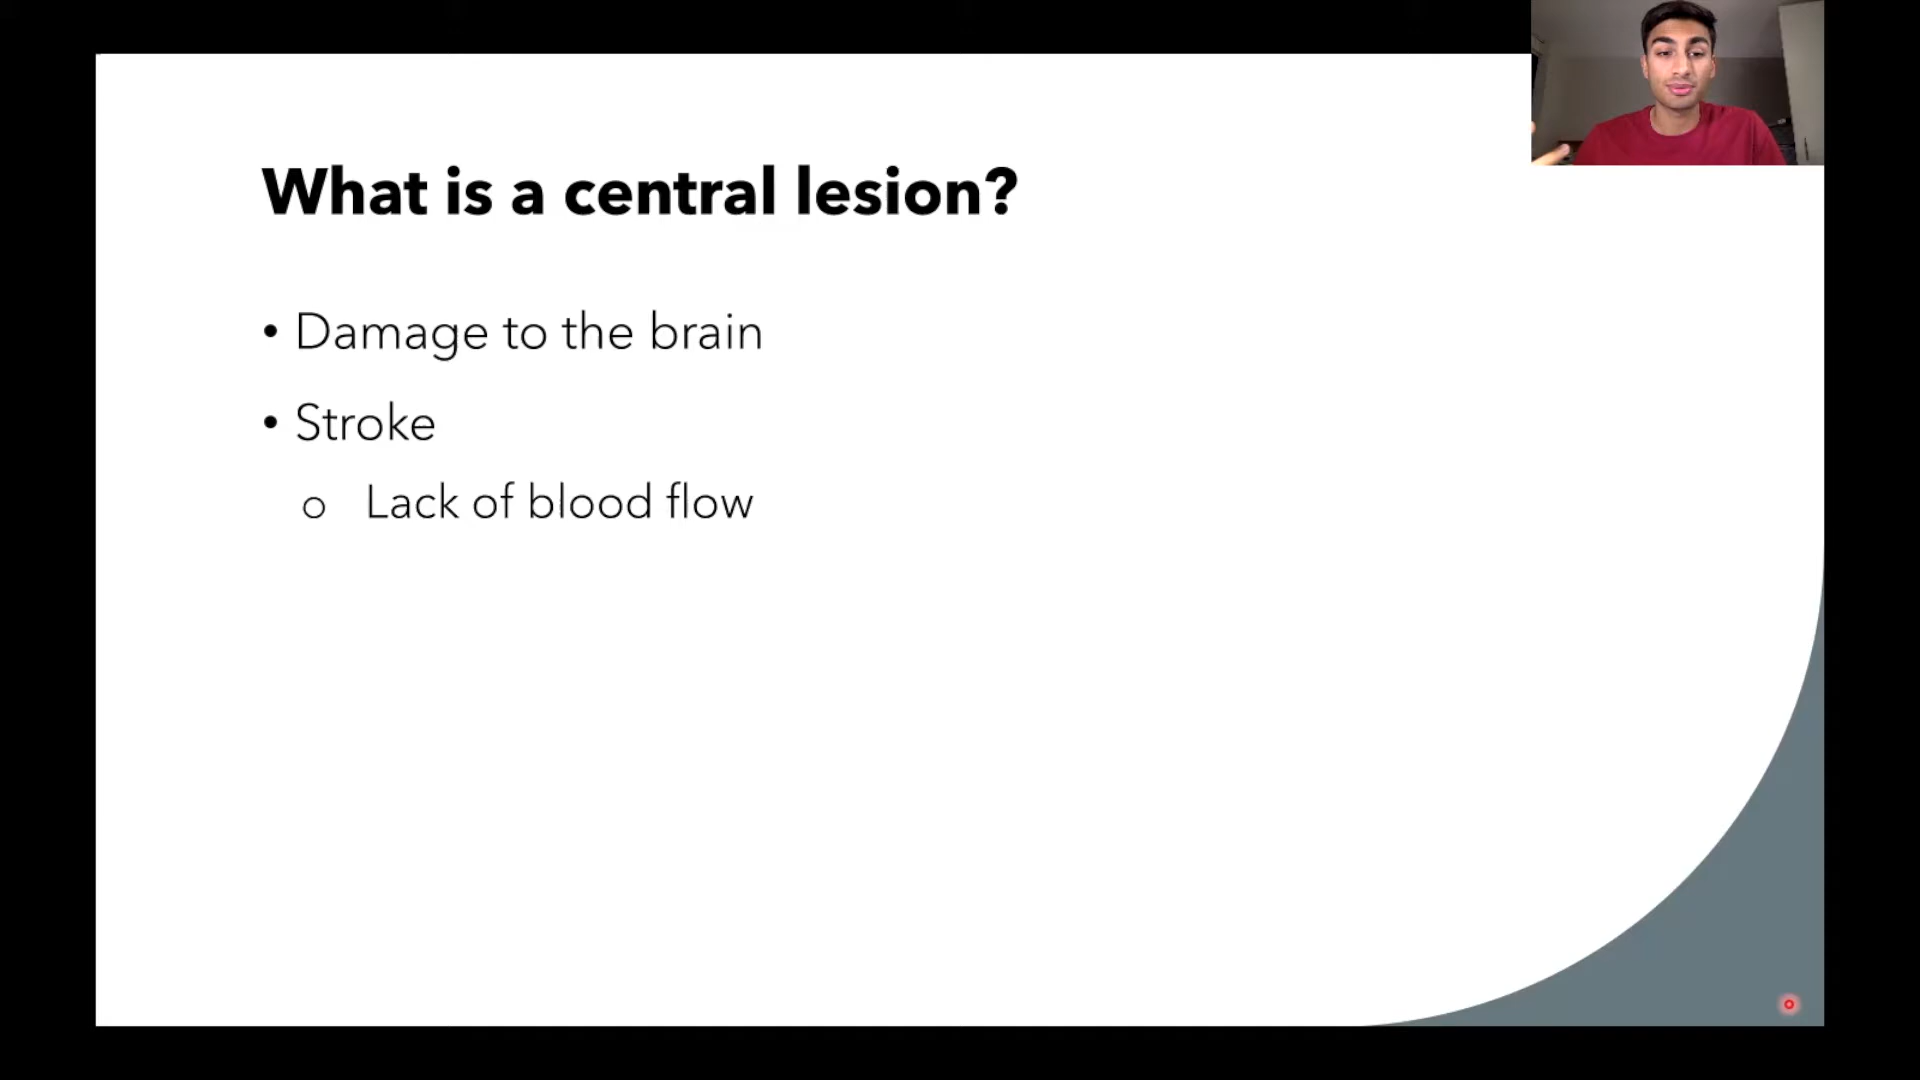 What is a central lesion?
• Damage to the brain
• Stroke
o Lack of blood flow